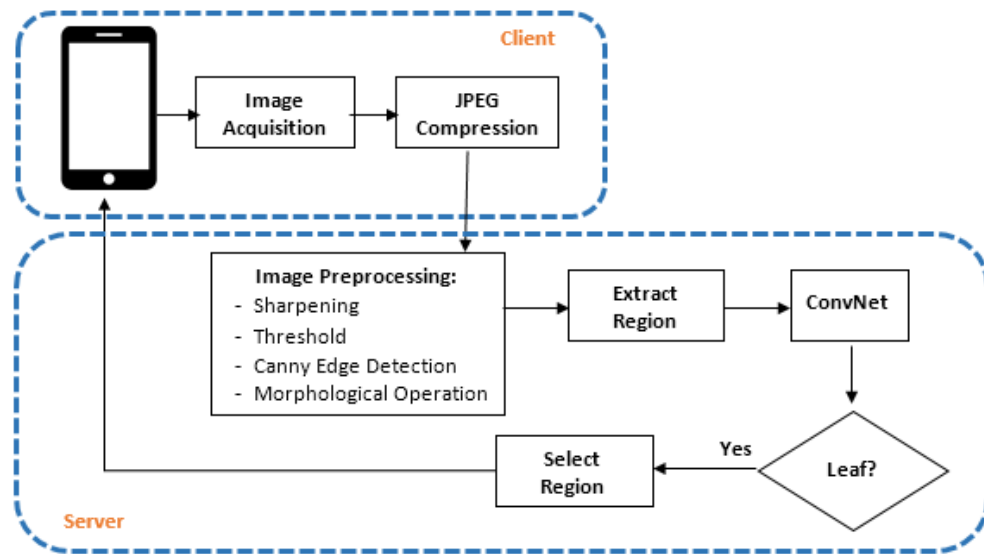 Client
Image
Acquisition
JPEG
Compression
Image Preprocessing:
- Sharpening
- Threshold
- Canny Edge Detection
- Morphological Operation
Extract
Region
ConvNet
Leaf?
Yes
Select
Region
Server